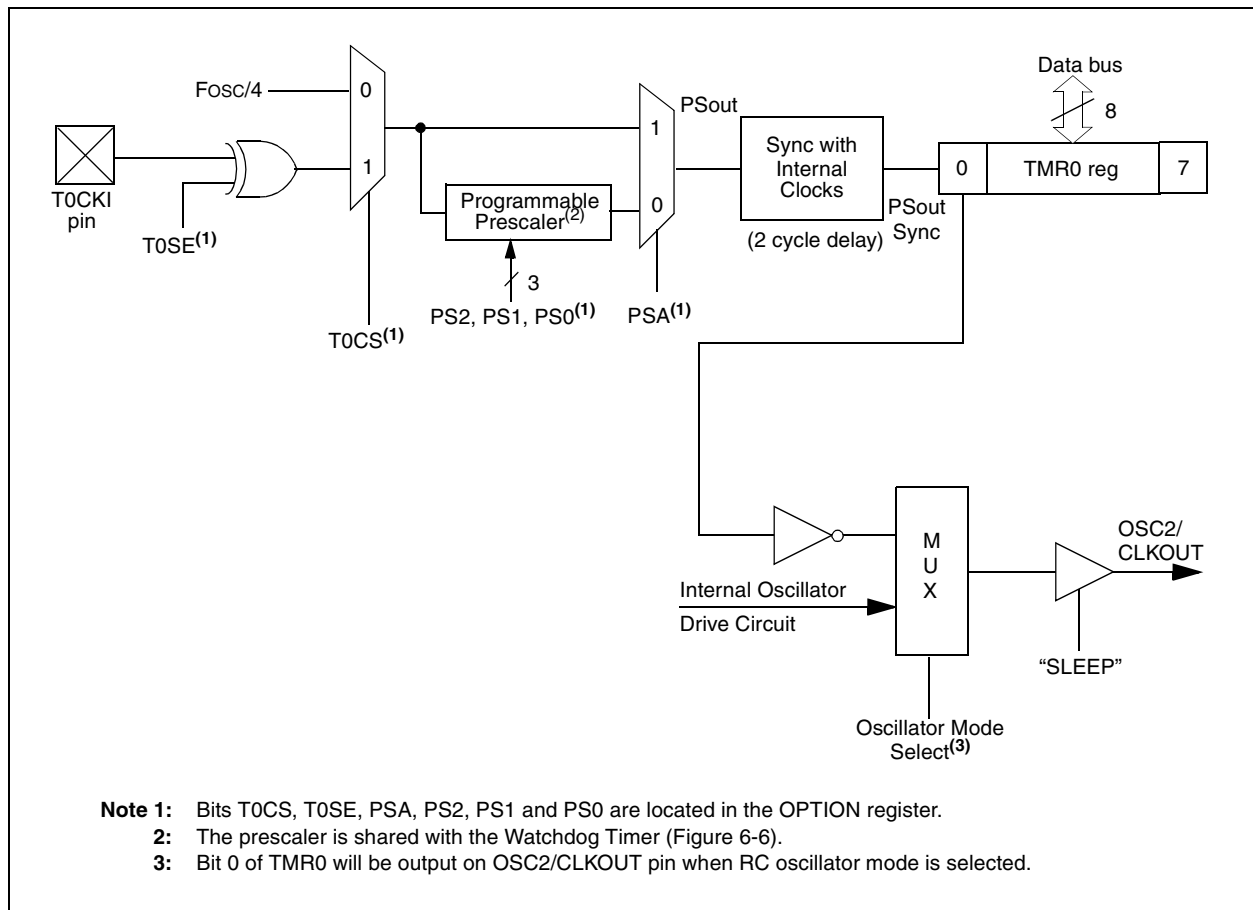 Data bus
8
FOSC/4
0
PSout
1
1
Sync with
Internal
Clocks
0
TMR0 reg
7
T0CKI
pin
Programmable
Prescaler(2)
0
PSout
Sync
T0SE(1)
(2 cycle delay)
3
PS2, PS1, PS0(1)
PSA(1)
T0CS(1)
M
U
X
OSC2/
CLKOUT
Internal Oscillator
Drive Circuit
“SLEEP”
Oscillator Mode
Select(3)
Note 1: Bits T0CS, T0SE, PSA, PS2, PS1 and PS0 are located in the OPTION register.
2: The prescaler is shared with the Watchdog Timer (Figure 6-6).
3: Bit 0 of TMR0 will be output on OSC2/CLKOUT pin when RC oscillator mode is selected.